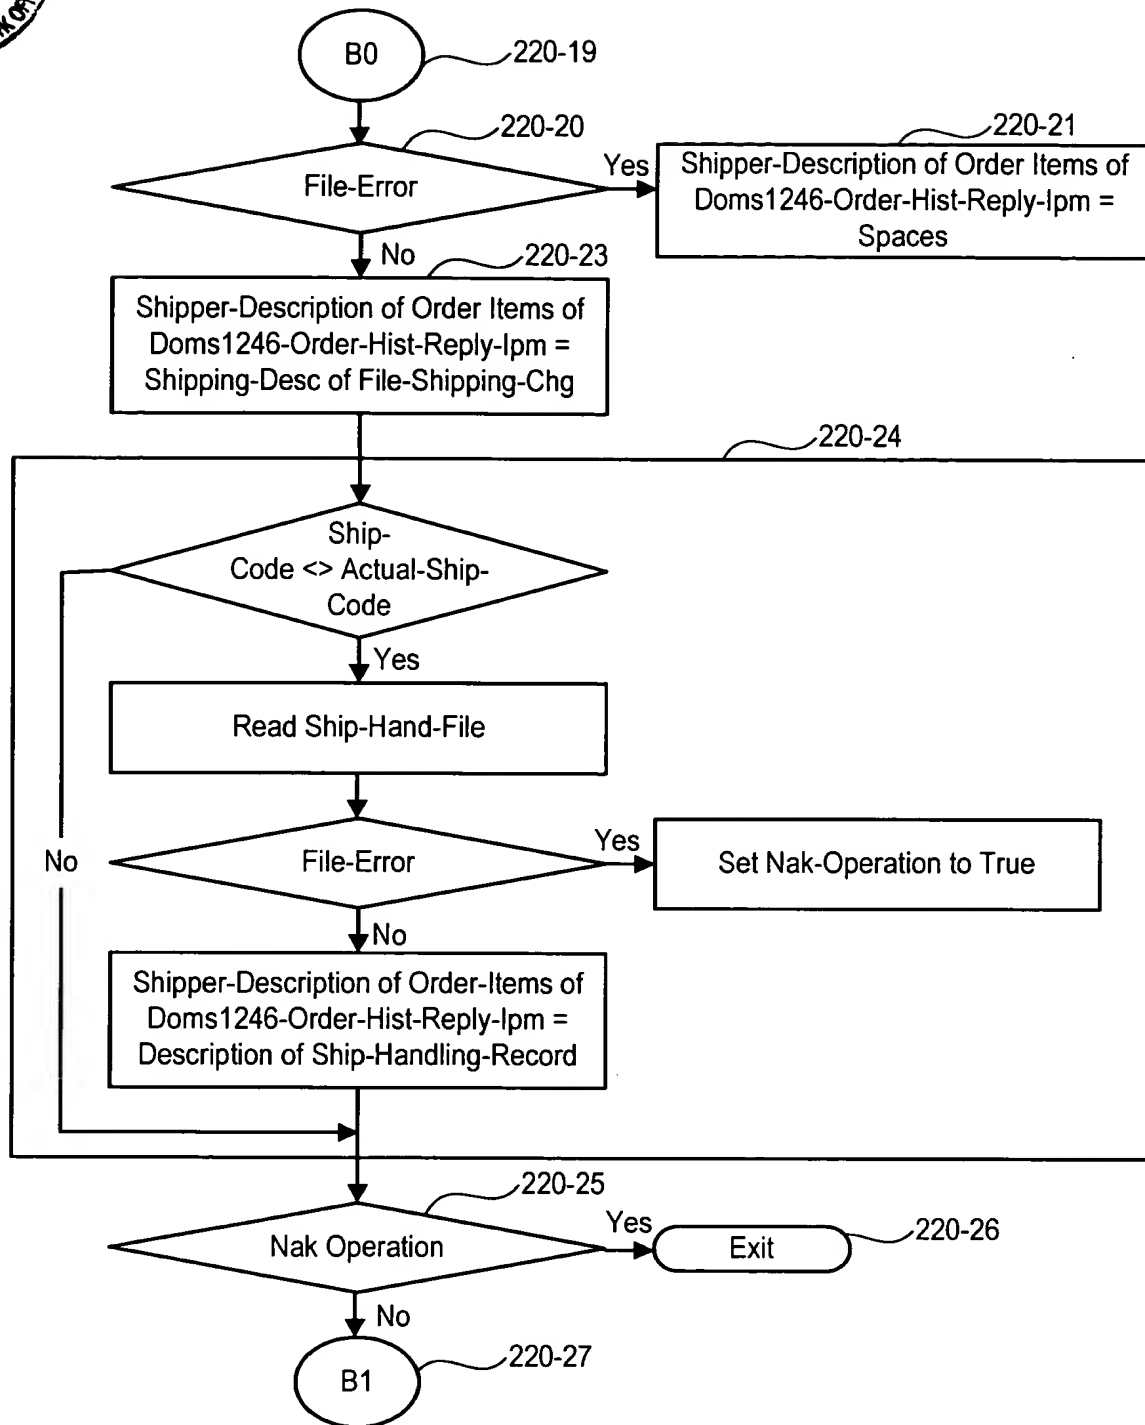 B0
220-19
220-20
File-Error
Yes
220-21
Shipper-Description of Order Items of
Doms1246-Order-Hist-Reply-Ipm =
Spaces
No
220-23
Shipper-Description of Order Items of
Doms1246-Order-Hist-Reply-Ipm =
Shipping-Desc of File-Shipping-Chg
220-24
Ship-
Code <> Actual-Ship-
Code
Yes
Read Ship-Hand-File
No
File-Error
Yes
Set Nak-Operation to True
No
Shipper-Description of Order-Items of
Doms1246-Order-Hist-Reply-Ipm =
Description of Ship-Handling-Record
220-25
Nak Operation
Yes
Exit
220-26
No
B1
220-27